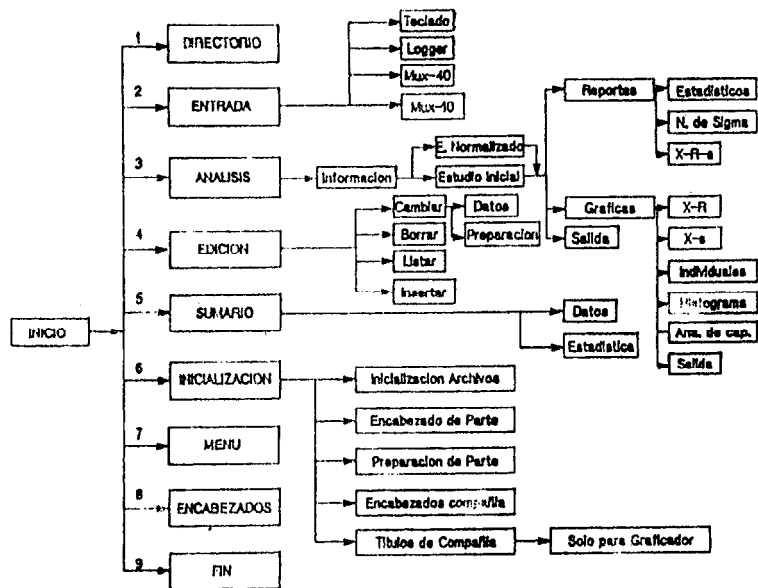 1 DIRECTORIO
2 ENTRADA
Teclado
Logger
Mux-40
Mux-10
3 ANALISIS
Informacion
E. Normalizado
Estudio Inicial
Reportes
Estadisticos
N. de Sigma
X-R-s
Graficas
X-R
X-s
Individuales
Histograma
Ana. de cap.
Salida
Salida
4 EDICION
Cambiar
Datos
Preparacion
Borrar
Listar
Insertar
5 SUMARIO
Datos
Estadistica
INICIO
6 INICIALIZACION
Inicializacion Archivos
Encabezado de Parte
Preparacion de Parte
Encabezados compañia
Titulos de Compañia
Solo para Graficador
7 MENU
8 ENCABEZADOS
9 FIN